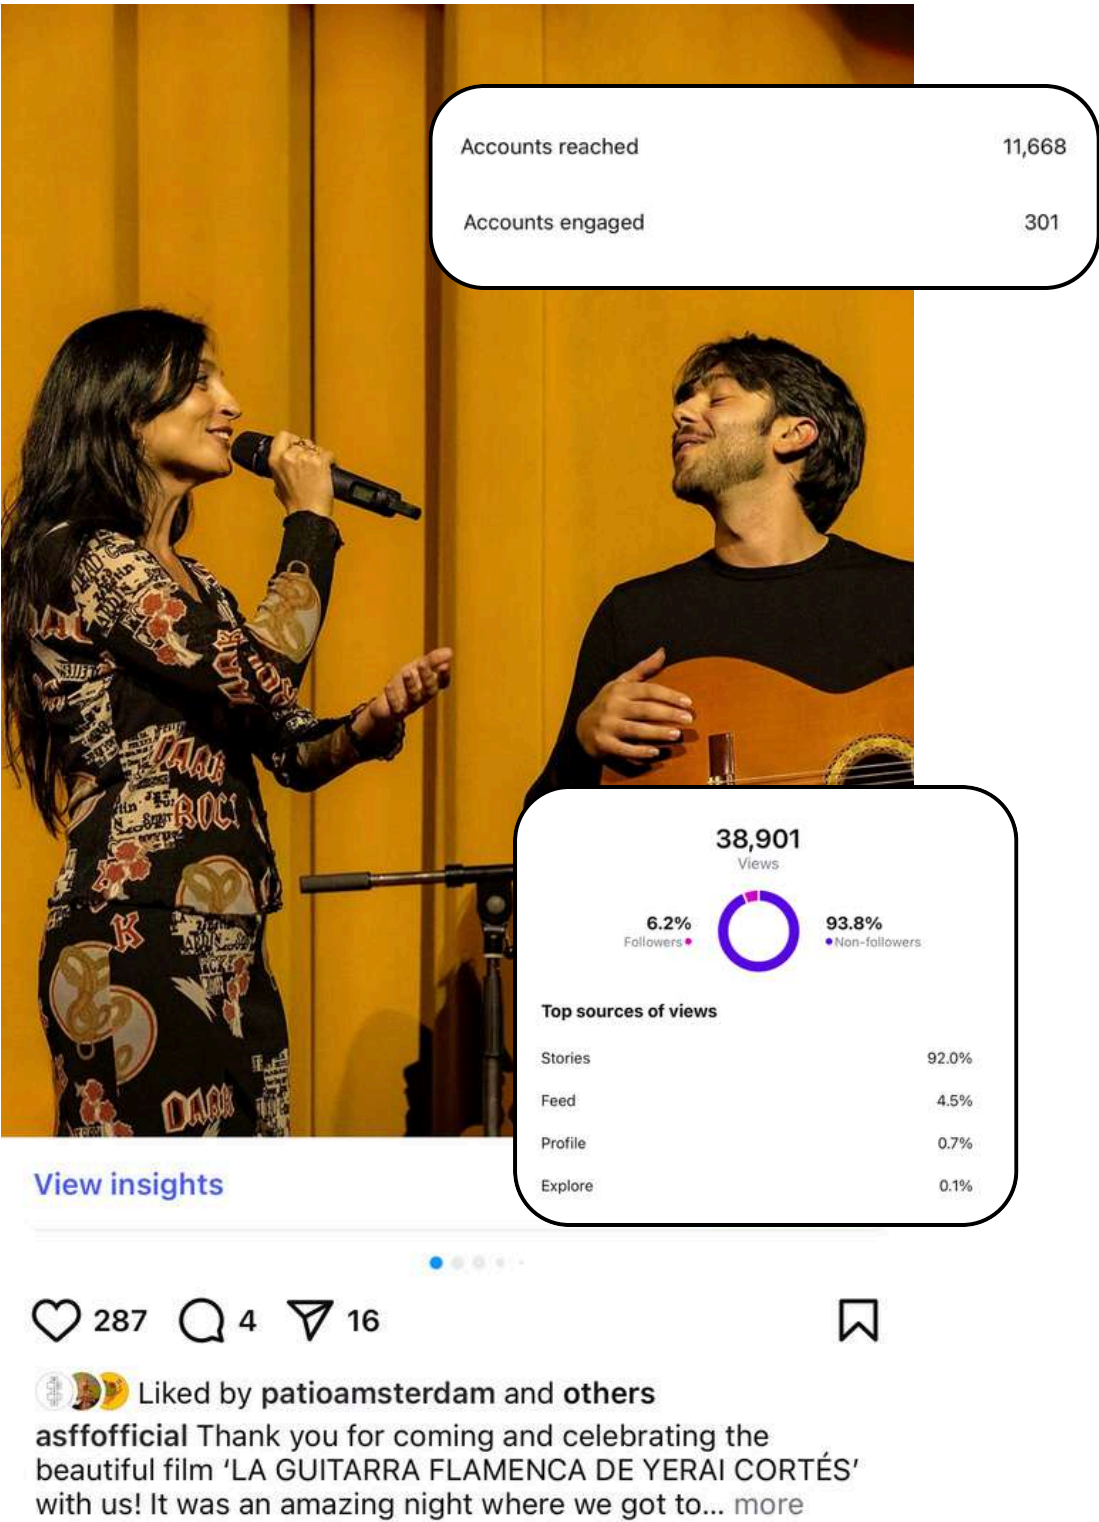 Accounts reached 11,668
Accounts engaged 301
DARK
ROCK
K
DARK
38,901
Views
6.2% 93.8%
Followers Non-followers
Top sources of views
Stories 92.0%
Feed 4.5%
Profile 0.7%
Explore 0.1%
View insights
287 4 16
Liked by patioamsterdam and others
asffofficial Thank you for coming and celebrating the
beautiful film ‘LA GUITARRA FLAMENCA DE YERAI CORTÉS’
with us! It was an amazing night where we got to... more